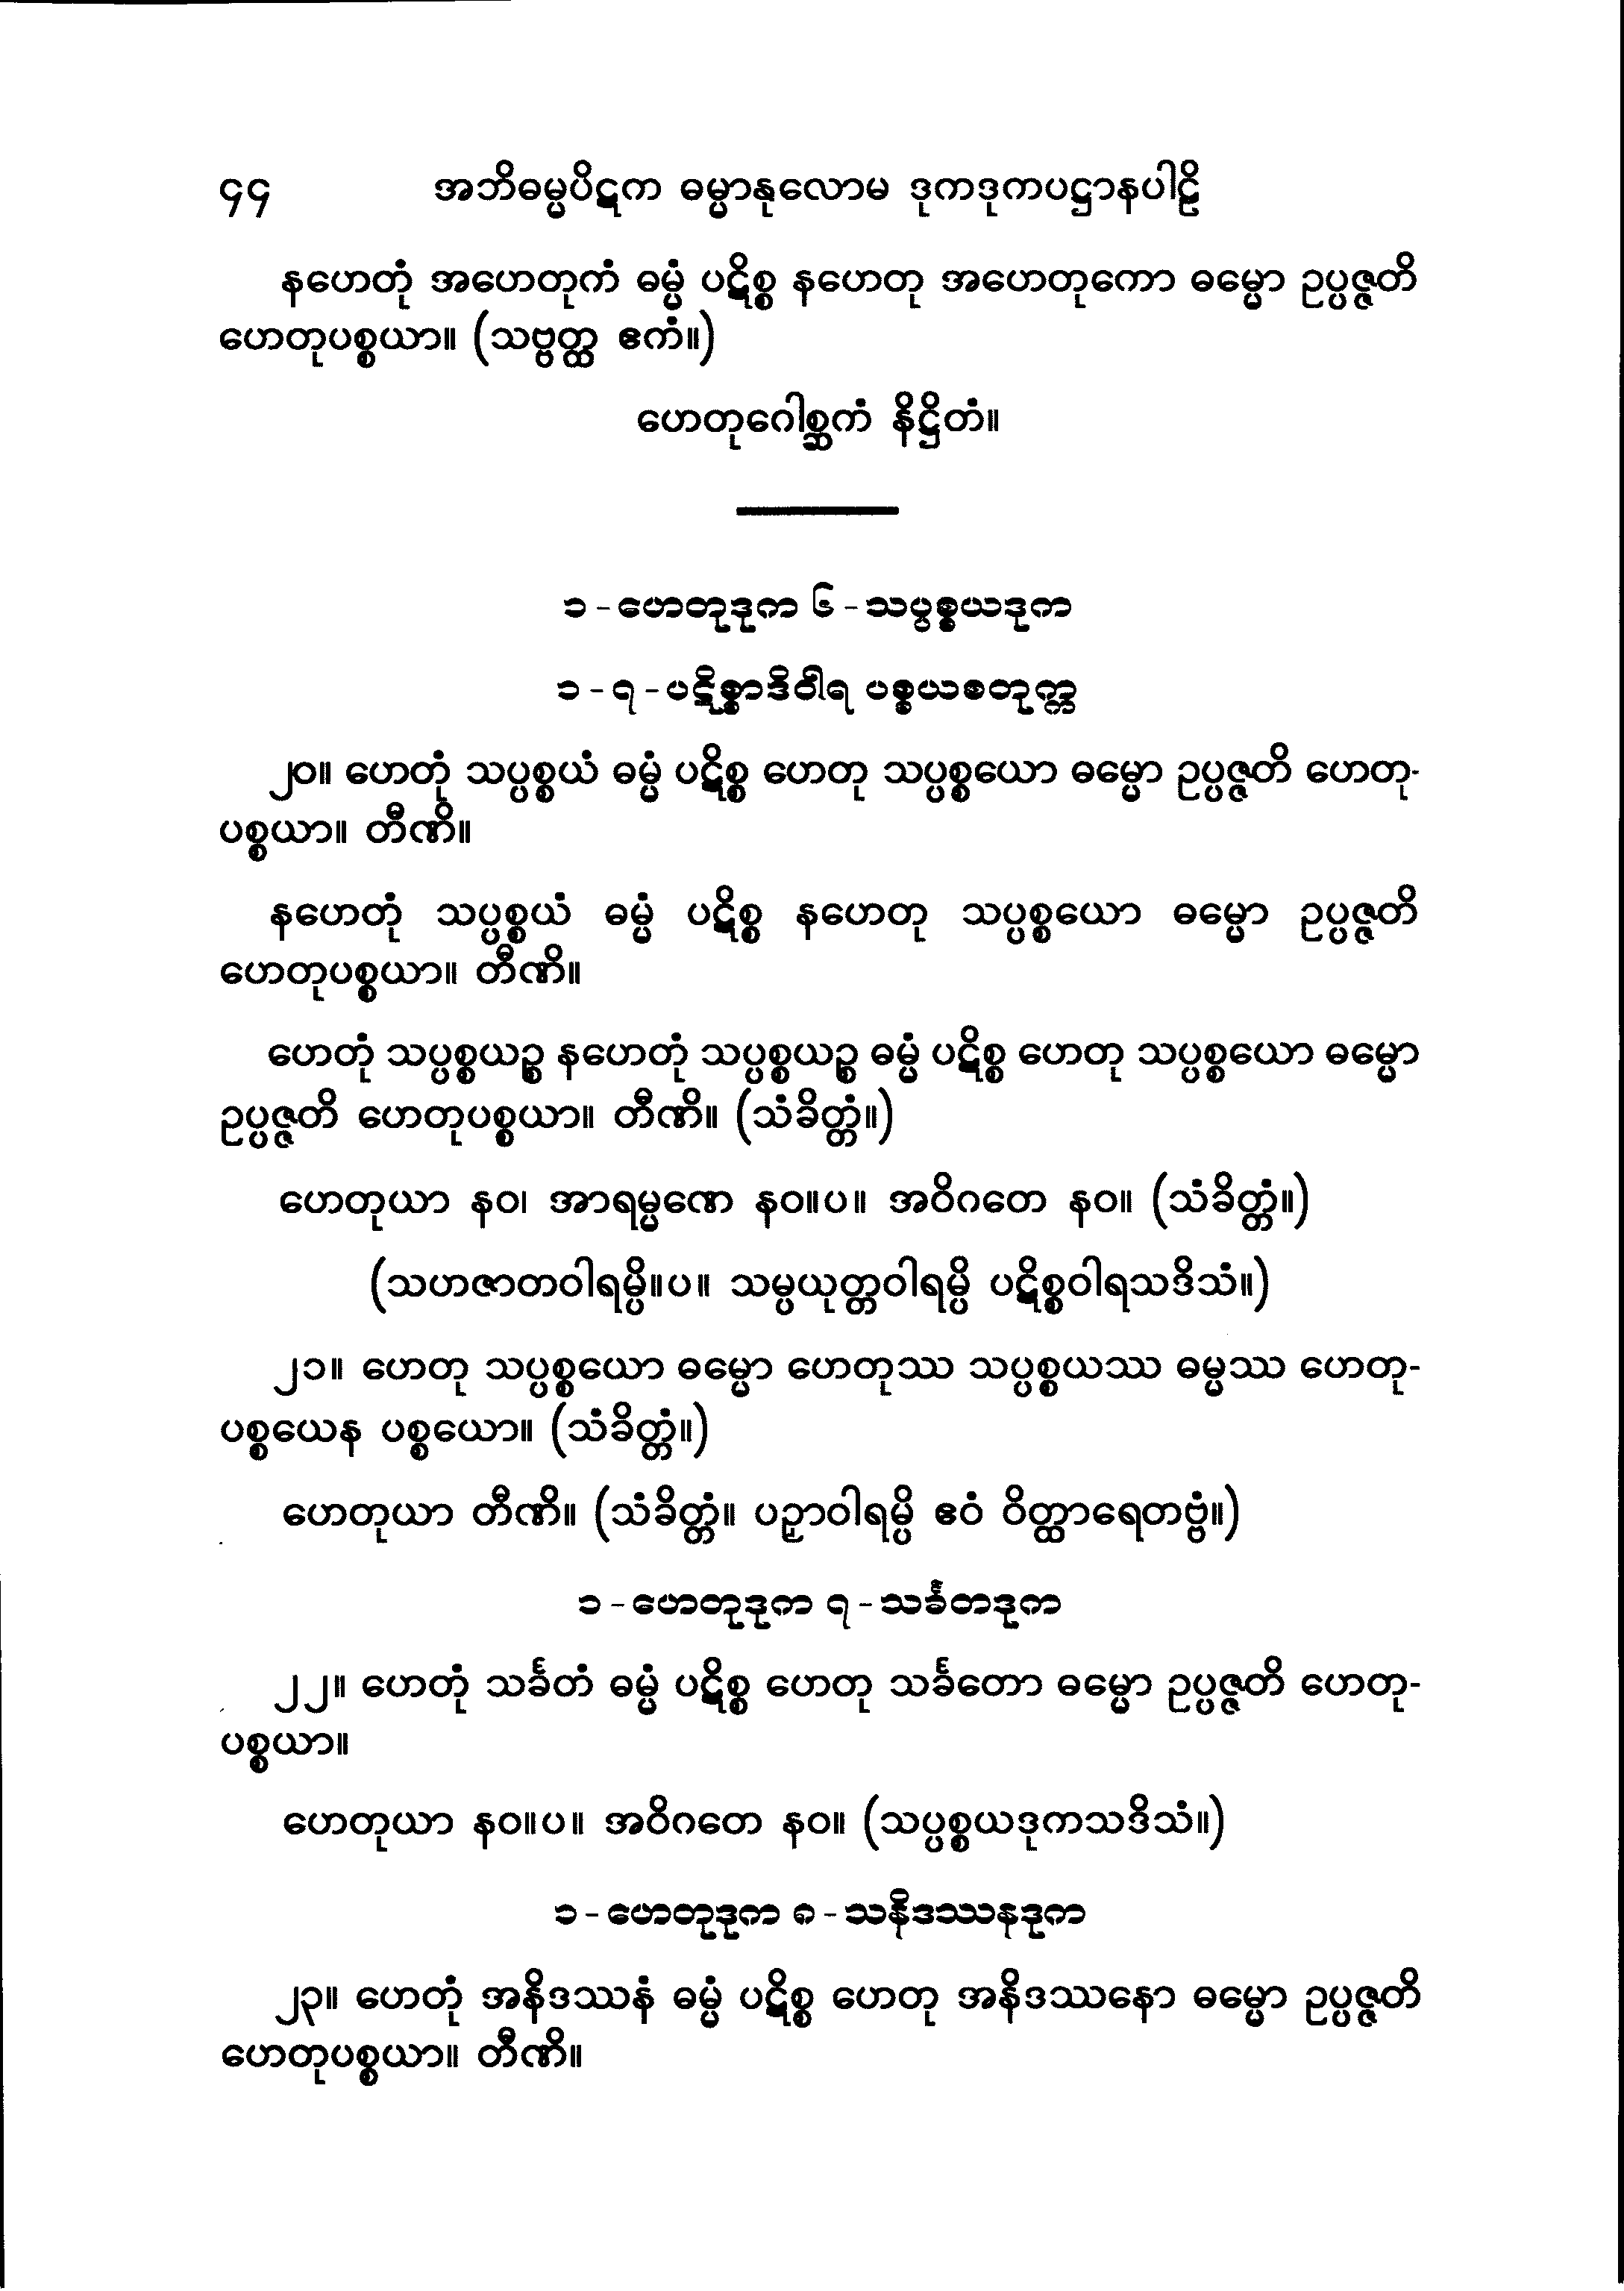 ၄၄ အဘိဓမ္မပိဋက ဓမ္မာနုလောမ ဒုကဒုကပဋ္ဌာနပါဠိ
နဟေတုံ အဟေတုကံ ဓမ္မံ ပဋိစ္စ နဟေတု အဟေတုကော ဓမ္မော ဥပ္ပဇ္ဇတိ
ဟေတုပစ္စယာ။ (သဗ္ဗတ္ထ ဧကံ။)
ဟေတုဂေါစ္ဆကံ နိဋ္ဌိတံ။
၁-ဟေတုဒုက ၆-သပ္ပစ္စယဒုက
၁-၇-ပဋိစ္စာဒိဝါရ ပစ္စယစတုက္က
၂၀။ ဟေတုံ သပ္ပစ္စယံ ဓမ္မံ ပဋိစ္စ ဟေတု သပ္ပစ္စယော ဓမ္မော ဥပ္ပဇ္ဇတိ ဟေတု-
ပစ္စယာ။ တီဏိ။
နဟေတုံ သပ္ပစ္စယံ ဓမ္မံ ပဋိစ္စ နဟေတု သပ္ပစ္စယော ဓမ္မော ဥပ္ပဇ္ဇတိ
ဟေတုပစ္စယာ။ တီဏိ။
ဟေတုံ သပ္ပစ္စယဉ္စ နဟေတုံ သပ္ပစ္စယဉ္စ ဓမ္မံ ပဋိစ္စ ဟေတု သပ္ပစ္စယော ဓမ္မော
ဥပ္ပဇ္ဇတိ ဟေတုပစ္စယာ။ တီဏိ။ (သံခိတ္တံ။)
ဟေတုယာ နဝ၊ အာရမ္မဏေ နဝ။ပ။ အဝိဂတေ နဝ။ (သံခိတ္တံ။)
(သဟဇာတဝါရမ္ပိ။ပ။ သမ္ပယုတ္တဝါရမ္ပိ ပဋိစ္စဝါရသဒိသံ။)
၂၁။ ဟေတု သပ္ပစ္စယော ဓမ္မော ဟေတုဿ သပ္ပစ္စယဿ ဓမ္မဿ ဟေတု-
ပစ္စယေန ပစ္စယော။ (သံခိတ္တံ။)
ဟေတုယာ တီဏိ။ (သံခိတ္တံ။ ပဉှာဝါရမ္ပိ ဧဝံ ဝိတ္ထာရေတဗ္ဗံ။)
၁-ဟေတုဒုက ၇-သင်္ခတဒုက
၂၂။ ဟေတုံ သင်္ခတံ ဓမ္မံ ပဋိစ္စ ဟေတု သင်္ခတော ဓမ္မော ဥပ္ပဇ္ဇတိ ဟေတု-
ပစ္စယာ။
ဟေတုယာ နဝ။ပ။ အဝိဂတေ နဝ။ (သပ္ပစ္စယဒုကသဒိသံ။)
၁-ဟေတုဒုက ၈-သနိဒဿနဒုက
၂၃။ ဟေတုံ အနိဒဿနံ ဓမ္မံ ပဋိစ္စ ဟေတု အနိဒဿနော ဓမ္မော ဥပ္ပဇ္ဇတိ
ဟေတုပစ္စယာ။ တီဏိ။